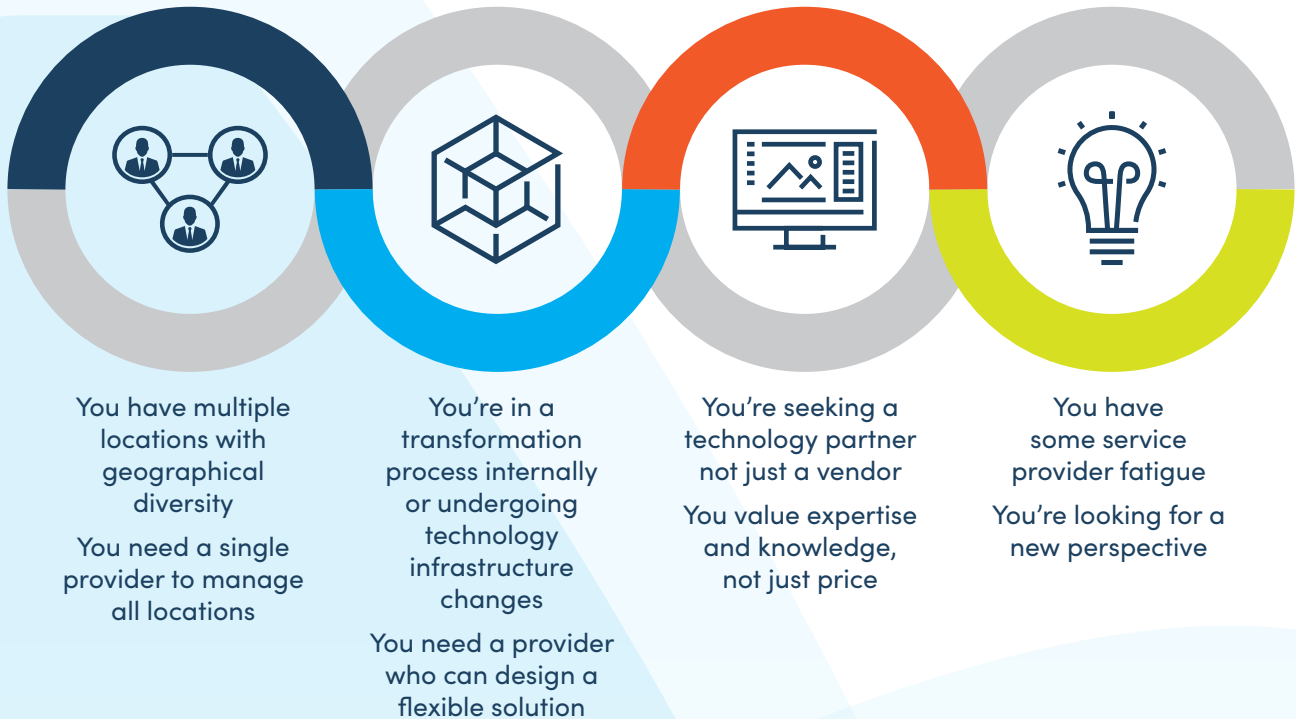 You have multiple
locations with
geographical
diversity
You need a single
provider to manage
all locations
You’re in a
transformation
process internally
or undergoing
technology
infrastructure
changes
You need a provider
who can design a
flexible solution
You’re seeking a
technology partner
not just a vendor
You value expertise
and knowledge,
not just price
You have
some service
provider fatigue
You’re looking for a
new perspective